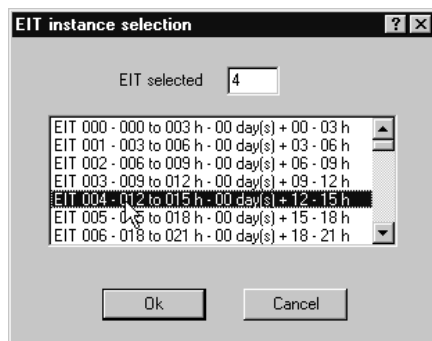 EIT instance selection
EIT selected 4
EIT 000 - 000 to 003 h - 00 day(s) + 00 - 03 h
EIT 001 - 003 to 006 h - 00 day(s) + 03 - 06 h
EIT 002 - 006 to 009 h - 00 day(s) + 06 - 09 h
EIT 003 - 009 to 012 h - 00 day(s) + 09 - 12 h
EIT 004 - 012 to 015 h - 00 day(s) + 12 - 15 h
EIT 005 - 015 to 018 h - 00 day(s) + 15 - 18 h
EIT 006 - 018 to 021 h - 00 day(s) + 18 - 21 h
Ok Cancel